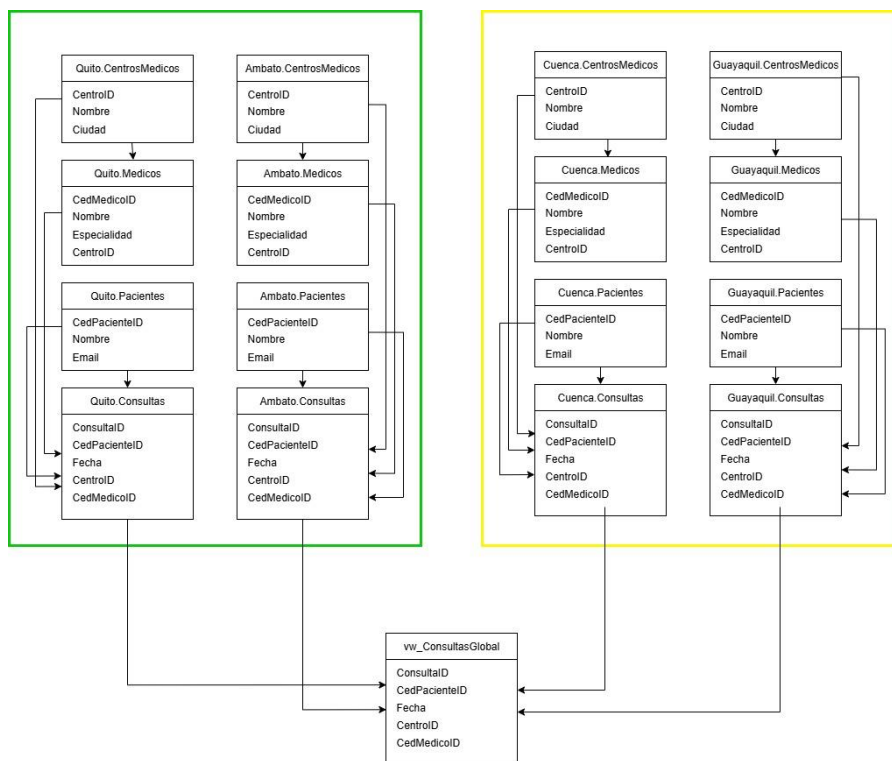 Quito.CentrosMedicos
CentroID
Nombre
Ciudad
Ambato.CentrosMedicos
CentroID
Nombre
Ciudad
Cuenca.CentrosMedicos
CentroID
Nombre
Ciudad
Guayaquil.CentrosMedicos
CentroID
Nombre
Ciudad
Quito.Medicos
CedMedicoID
Nombre
Especialidad
CentroID
Ambato.Medicos
CedMedicoID
Nombre
Especialidad
CentroID
Cuenca.Medicos
CedMedicoID
Nombre
Especialidad
CentroID
Guayaquil.Medicos
CedMedicoID
Nombre
Especialidad
CentroID
Quito.Pacientes
CedPacienteID
Nombre
Email
Ambato.Pacientes
CedPacienteID
Nombre
Email
Cuenca.Pacientes
CedPacienteID
Nombre
Email
Guayaquil.Pacientes
CedPacienteID
Nombre
Email
Quito.Consultas
ConsultaID
CedPacienteID
Fecha
CentroID
CedMedicoID
Ambato.Consultas
ConsultaID
CedPacienteID
Fecha
CentroID
CedMedicoID
Cuenca.Consultas
ConsultaID
CedPacienteID
Fecha
CentroID
CedMedicoID
Guayaquil.Consultas
ConsultaID
CedPacienteID
Fecha
CentroID
CedMedicoID
vw_ConsultasGlobal
ConsultaID
CedPacienteID
Fecha
CentroID
CedMedicoID